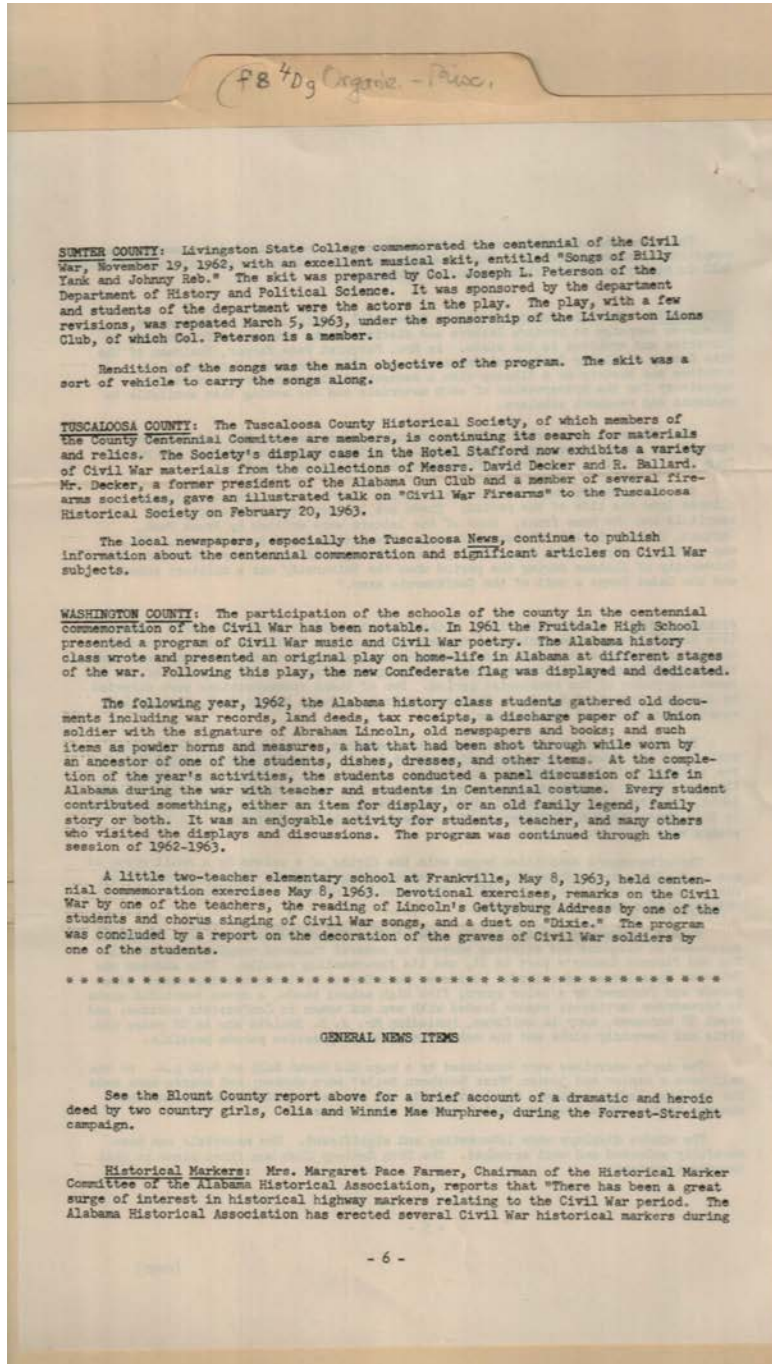 (f8 4Dg Organiz. - Misc.
SUMTER COUNTY: Livingston State College commemorated the centennial of the Civil
War, November 19, 1962, with an excellent musical skit, entitled "Songs of Billy
Yank and Johnny Reb." The skit was prepared by Col. Joseph L. Peterson of the
Department of History and Political Science. It was sponsored by the department
and students of the department were the actors in the play. The play, with a few
revisions, was repeated March 5, 1963, under the sponsorship of the Livingston Lions
Club, of which Col. Peterson is a member.
Rendition of the songs was the main objective of the program. The skit was a
sort of vehicle to carry the songs along.
TUSCALOOSA COUNTY: The Tuscaloosa County Historical Society, of which members of
the County Centennial Committee are members, is continuing its search for materials
and relics. The Society's display case in the Hotel Stafford now exhibits a variety
of Civil War materials from the collections of Messrs. David Decker and R. Ballard.
Mr. Decker, a former president of the Alabama Gun Club and a member of several fire-
arms societies, gave an illustrated talk on "Civil War Firearms" to the Tuscaloosa
Historical Society on February 20, 1963.
The local newspapers, especially the Tuscaloosa News, continue to publish
information about the centennial commemoration and significant articles on Civil War
subjects.
WASHINGTON COUNTY: The participation of the schools of the county in the centennial
commemoration of the Civil War has been notable. In 1961 the Fruitdale High School
presented a program of Civil War music and Civil War poetry. The Alabama history
class wrote and presented an original play on home-life in Alabama at different stages
of the war. Following this play, the new Confederate flag was displayed and dedicated.
The following year, 1962, the Alabama history class students gathered old docu-
ments including war records, land deeds, tax receipts, a discharge paper of a Union
soldier with the signature of Abraham Lincoln, old newspapers and books; and such
items as powder horns and measures, a hat that had been shot through while worn by
an ancestor of one of the students, dishes, dresses, and other items. At the comple-
tion of the year's activities, the students conducted a panel discussion of life in
Alabama during the war with teacher and students in Centennial costume. Every student
contributed something, either an item for display, or an old family legend, family
story or both. It was an enjoyable activity for students, teacher, and many others
who visited the displays and discussions. The program was continued through the
session of 1962-1963.
A little two-teacher elementary school at Frankville, May 8, 1963, held centen-
nial commemoration exercises May 8, 1963. Devotional exercises, remarks on the Civil
War by one of the teachers, the reading of Lincoln's Gettysburg Address by one of the
students and chorus singing of Civil War songs, and a duet on "Dixie." The program
was concluded by a report on the decoration of the graves of Civil War soldiers by
one of the students.
* * * * * * * * * * * * * * * * * * * * * * * * * * * * * * * * * * * * * * * * * * *
GENERAL NEWS ITEMS
See the Blount County report above for a brief account of a dramatic and heroic
deed by two country girls, Celia and Winnie Mae Murphree, during the Forrest-Streight
campaign.
Historical Markers: Mrs. Margaret Pace Farmer, Chairman of the Historical Marker
Committee of the Alabama Historical Association, reports that "There has been a great
surge of interest in historical highway markers relating to the Civil War period. The
Alabama Historical Association has erected several Civil War historical markers during
- 6 -